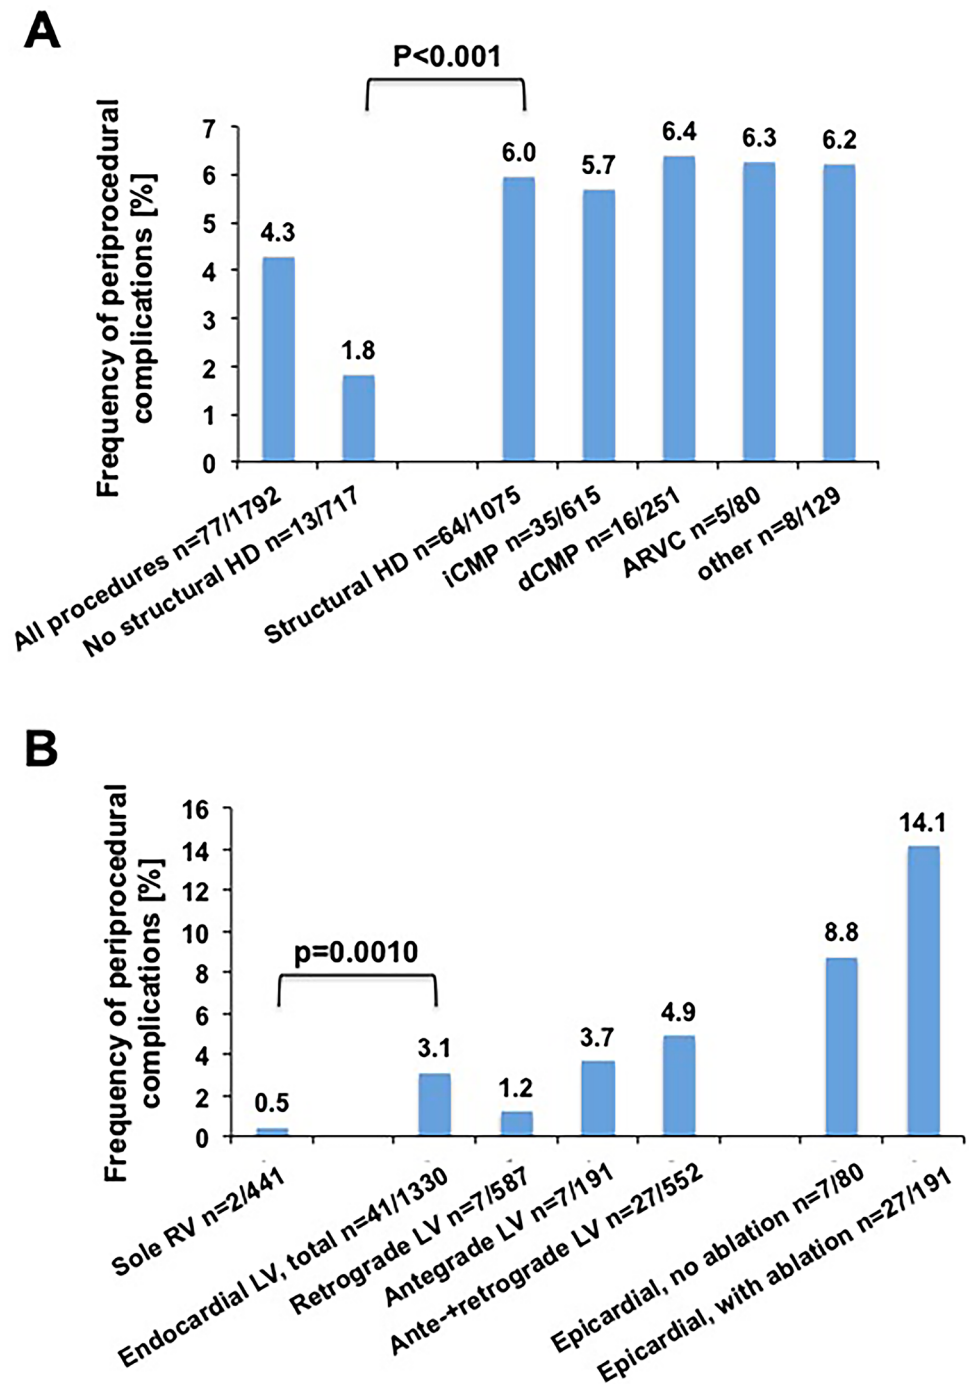 A
P<0.001
Frequency of periprocedural
complications [%]
7
6
5
4
3
2
1
0
4.3
1.8
6.0
5.7
6.4
6.3
6.2
All procedures n=77/1792
No structural HD n=13/717
Structural HD n=64/1075
iCMP n=35/615
dCMP n=16/251
ARVC n=5/80
other n=8/129
B
Frequency of periprocedural
complications [%]
16
14
12
10
8
6
4
2
0
p=0.0010
0.5
3.1
1.2
3.7
4.9
8.8
14.1
Sole RV n=2/441
Endocardial LV, total n=41/1330
Retrograde LV n=7/587
Antegrade LV n=7/191
Ante-+retrograde LV n=27/552
Epicardial, no ablation n=7/80
Epicardial, with ablation n=27/191